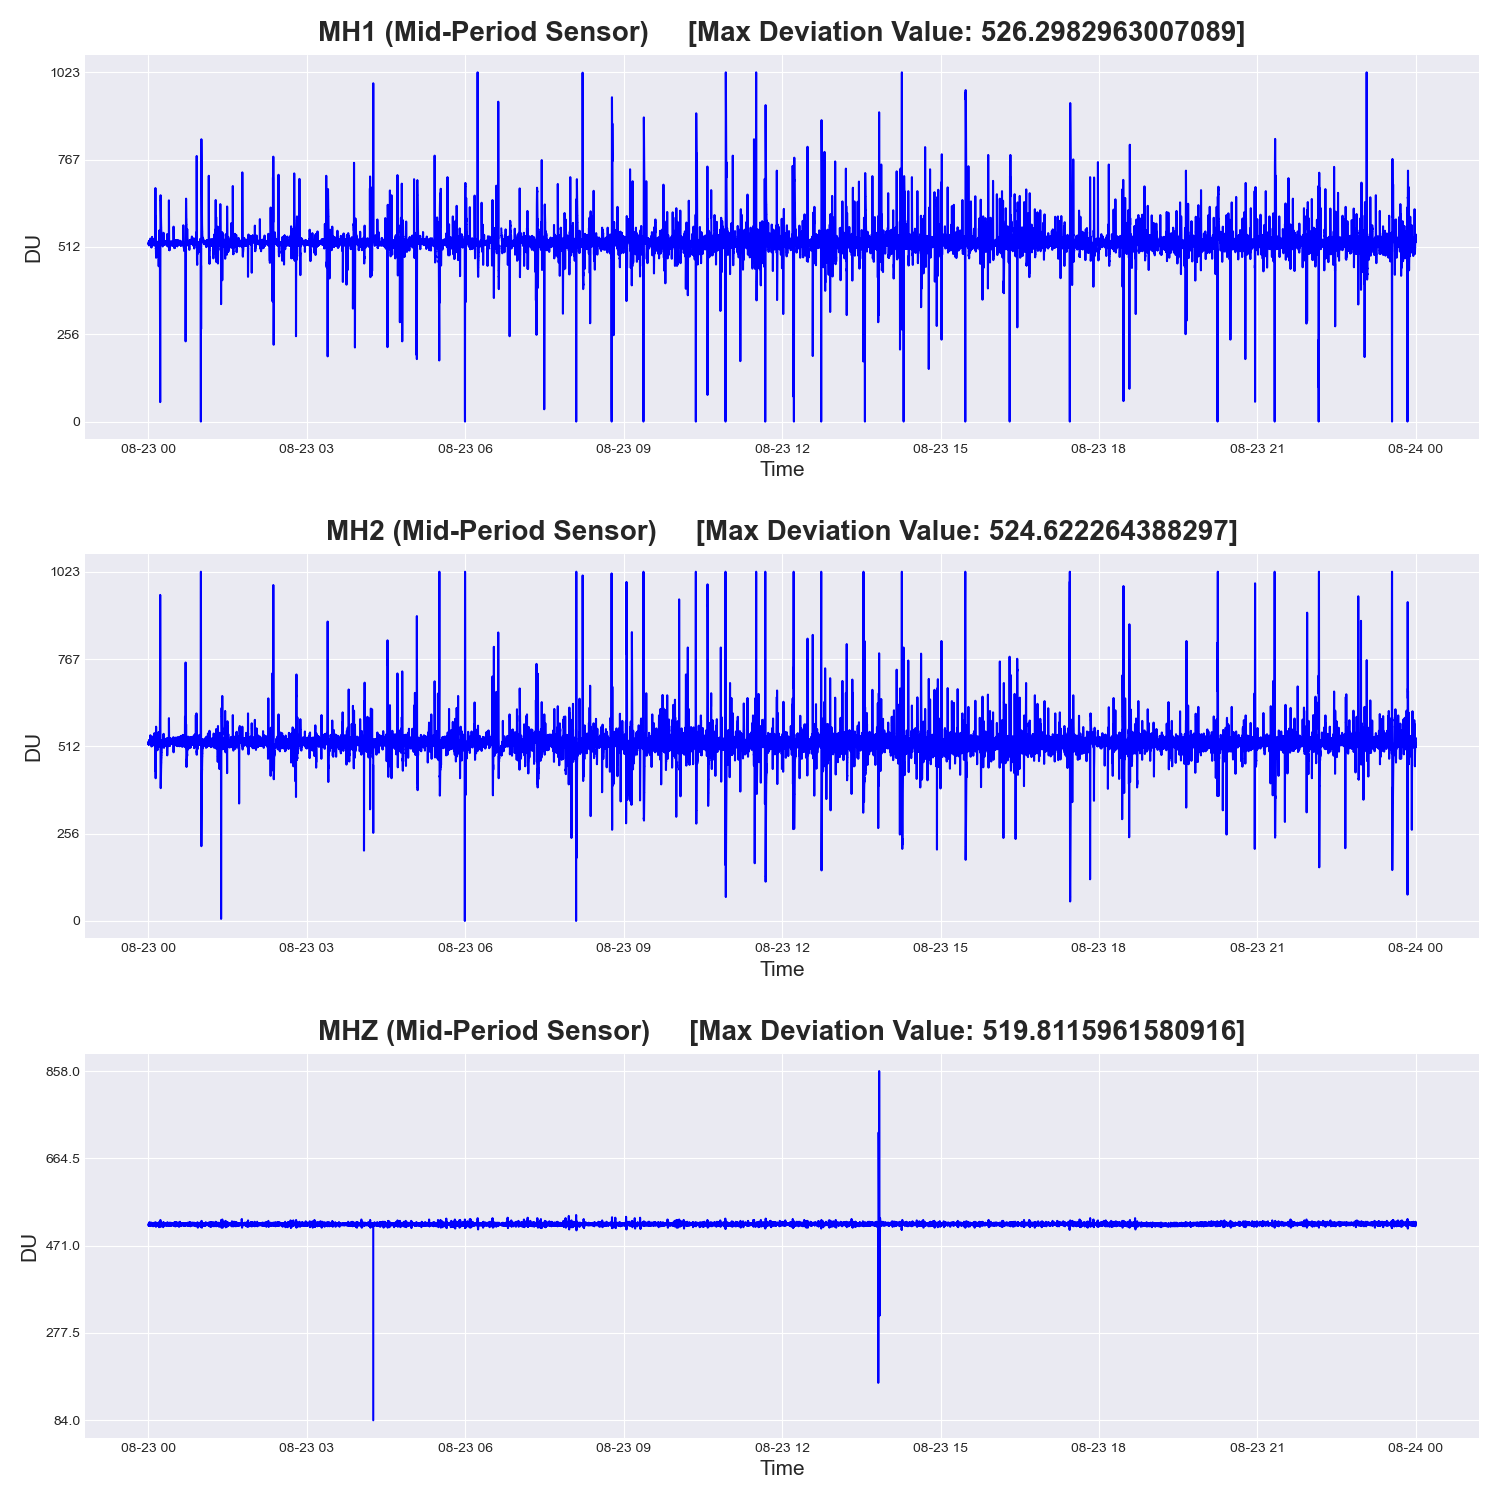 MH1 (Mid-Period Sensor)     [Max Deviation Value: 526.2982963007089]
1023
767
512
256
0
DU
08-23 00 08-23 03 08-23 06 08-23 09 08-23 12 08-23 15 08-23 18 08-23 21 08-24 00
Time
MH2 (Mid-Period Sensor)     [Max Deviation Value: 524.622264388297]
1023
767
512
256
0
DU
08-23 00 08-23 03 08-23 06 08-23 09 08-23 12 08-23 15 08-23 18 08-23 21 08-24 00
Time
MHZ (Mid-Period Sensor)     [Max Deviation Value: 519.8115961580916]
858.0
664.5
471.0
277.5
84.0
DU
08-23 00 08-23 03 08-23 06 08-23 09 08-23 12 08-23 15 08-23 18 08-23 21 08-24 00
Time